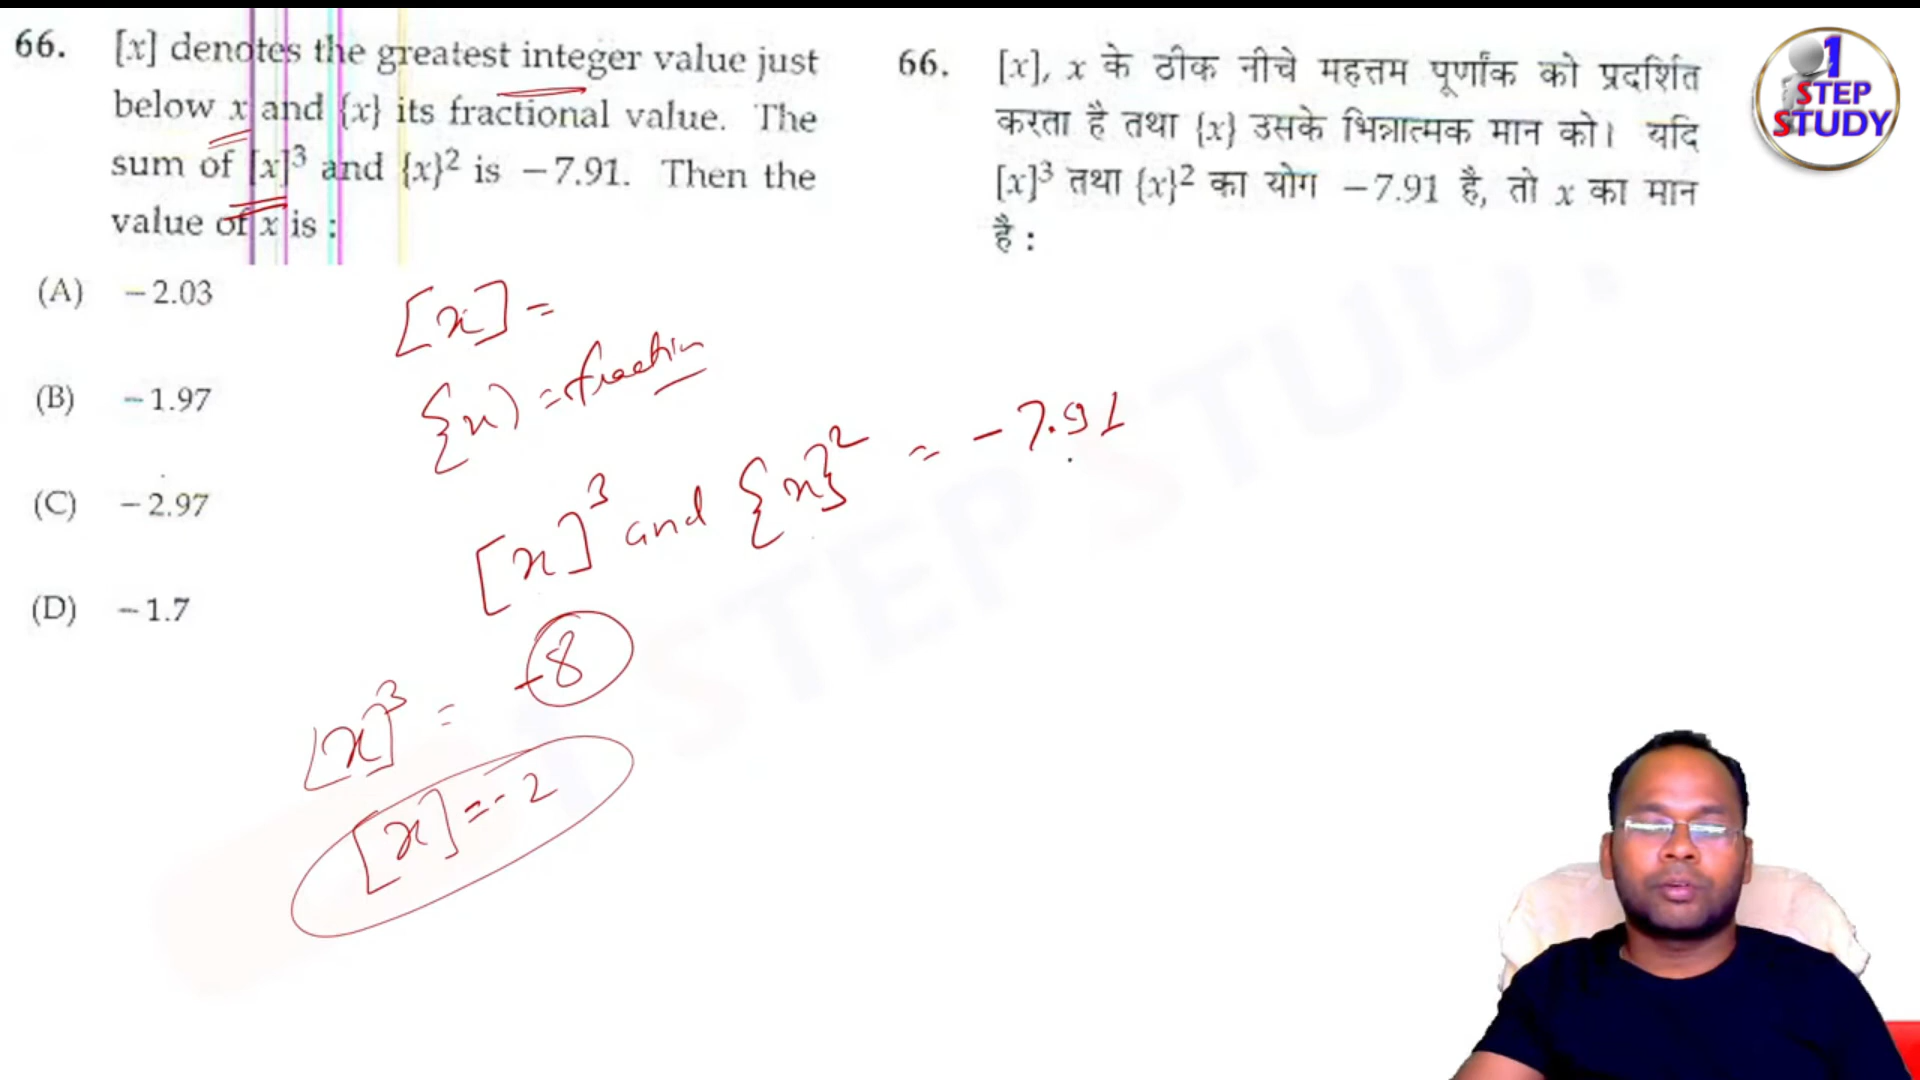 66. [x] denotes the greatest integer value just
below x and {x} its fractional value. The
sum of [x]³ and {x}² is −7.91. Then the
value of x is :
(A) −2.03
(B) −1.97
(C) −2.97
(D) −1.7
66. [x], x के ठीक नीचे महत्तम पूर्णांक को प्रदर्शित
करता है तथा {x} उसके भिन्नात्मक मान को। यदि
[x]³ तथा {x}² का योग −7.91 है, तो x का मान
है :
[x] =
{x) = fraction
[x]³ and {x}² = −7.91
[x]³ = −8
[x] = −2
1
STEP
STUDY
1 STEP STUDY